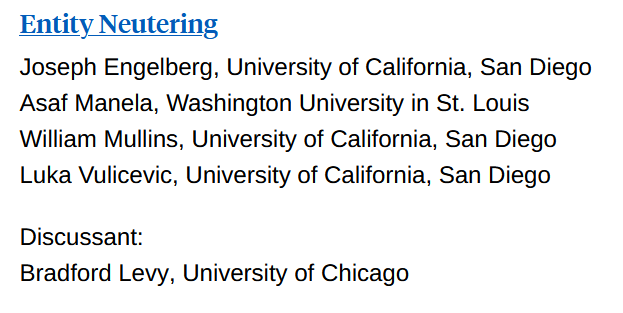 Entity Neutering
Joseph Engelberg, University of California, San Diego
Asaf Manela, Washington University in St. Louis
William Mullins, University of California, San Diego
Luka Vulicevic, University of California, San Diego
Discussant:
Bradford Levy, University of Chicago